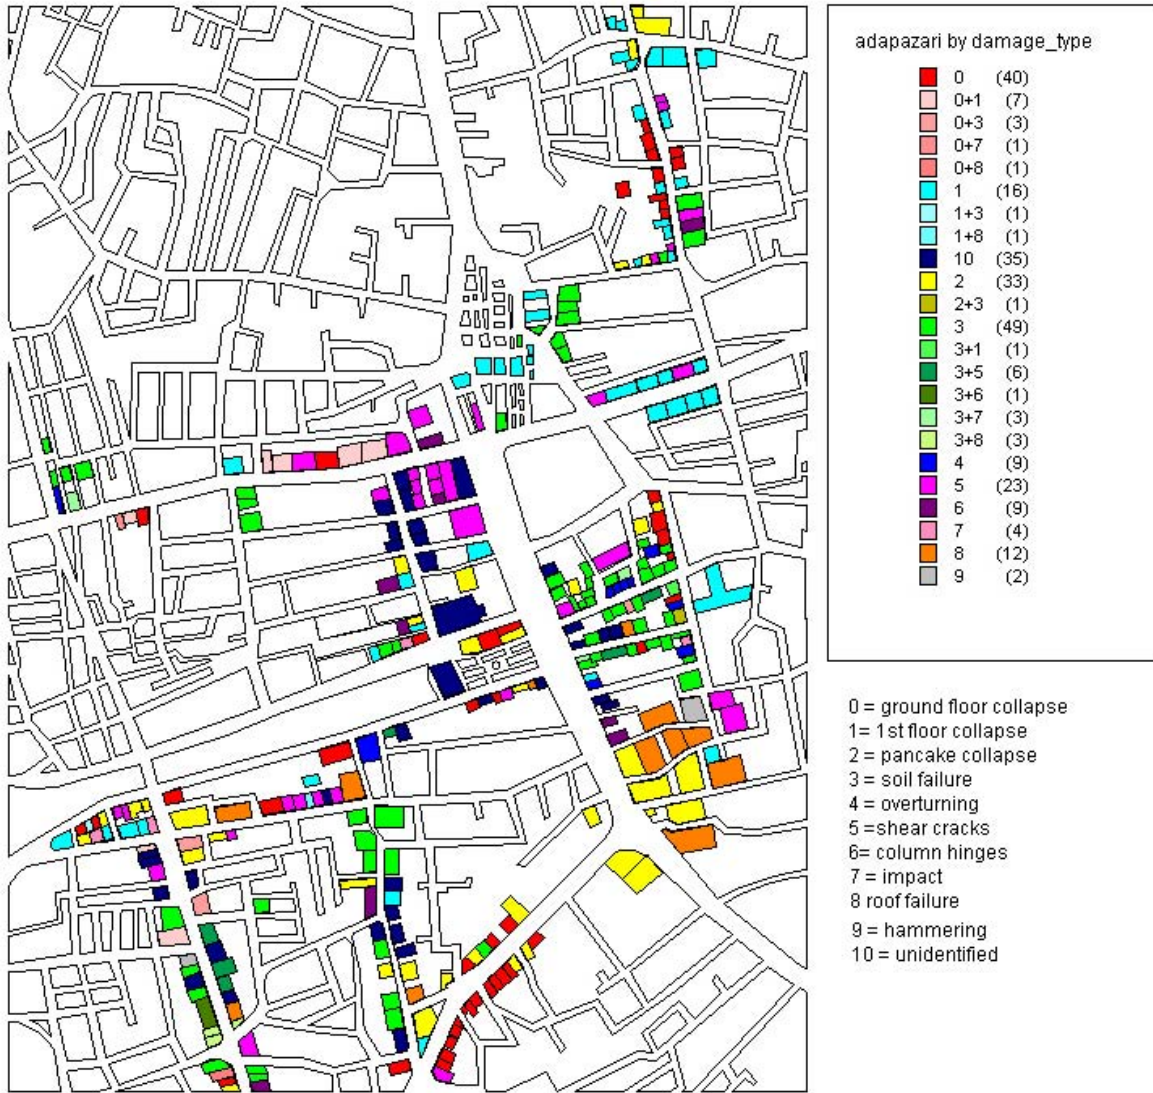 adapazari by damage_type
0 (40)
0+1 (7)
0+3 (3)
0+7 (1)
0+8 (1)
1 (16)
1+3 (1)
1+8 (1)
10 (35)
2 (33)
2+3 (1)
3 (49)
3+1 (1)
3+5 (6)
3+6 (1)
3+7 (3)
3+8 (3)
4 (9)
5 (23)
6 (9)
7 (4)
8 (12)
9 (2)
0 = ground floor collapse
1= 1st floor collapse
2 = pancake collapse
3 = soil failure
4 = overturning
5 =shear cracks
6= column hinges
7 = impact
8 roof failure
9 = hammering
10 = unidentified